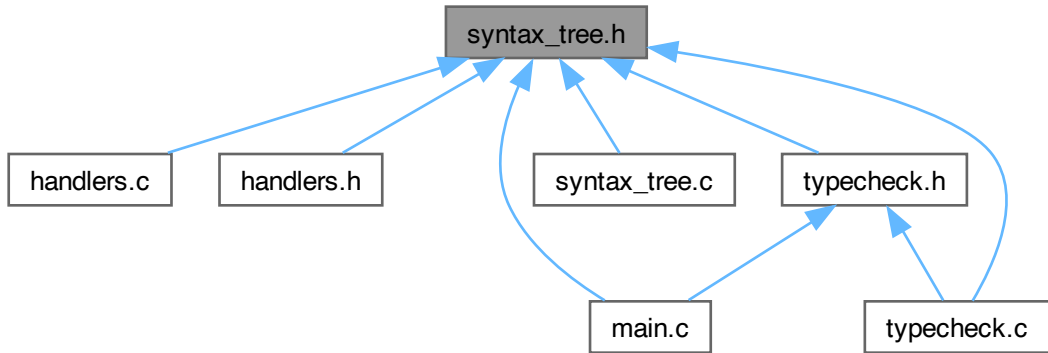 syntax_tree.h
handlers.c
handlers.h
syntax_tree.c
typecheck.h
main.c
typecheck.c